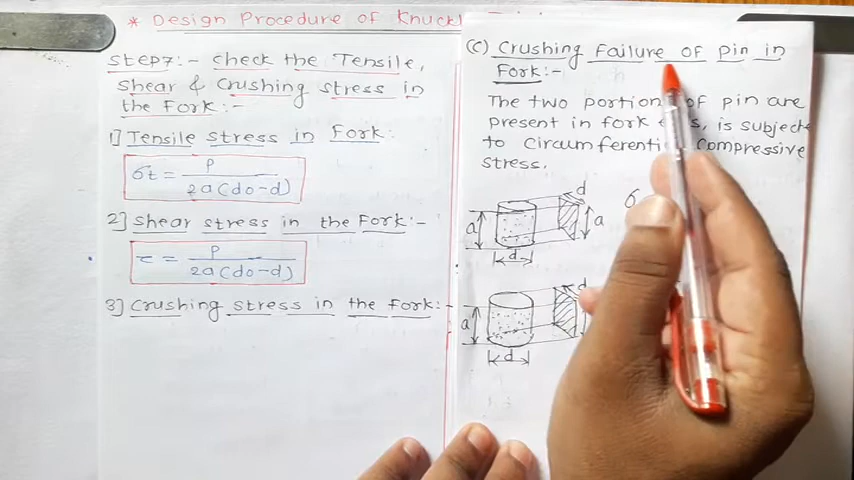 * Design Procedure of Knuckl
Step7:- Check the Tensile,
Shear & Crushing stress in
the Fork:-
1] Tensile stress in Fork:
σt = P / 2a(do-d)
2] Shear stress in the Fork:-
τ = P / 2a(do-d)
3] Crushing stress in the Fork:-
(c) Crushing Failure of Pin in
Fork:-
The two portion of pin are
present in fork is subject
to Circumferenti Compressive
stress.
d
a
a
d
σ
d
a
d